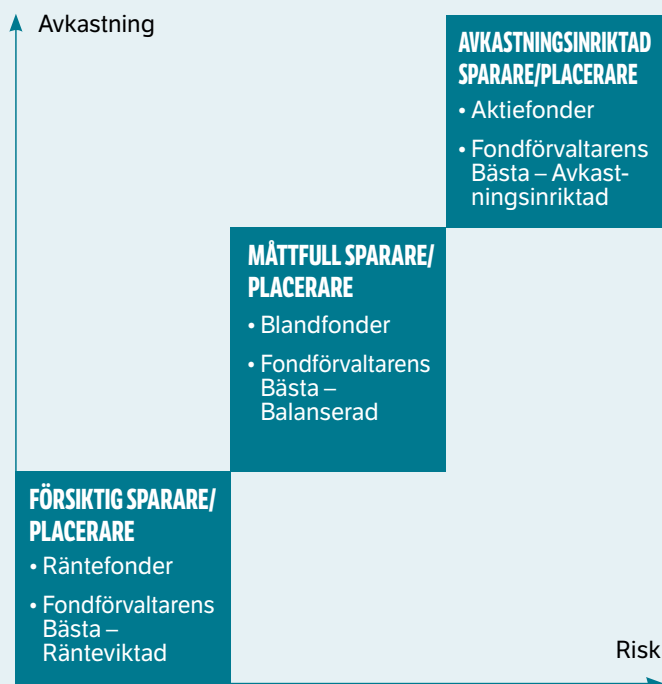 Avkastning
AVKASTNINGSINRIKTAD
SPARARE/PLACERARE
• Aktiefonder
• Fondförvaltarens
Bästa – Avkast-
ningsinriktad
MÅTTFULL SPARARE/
PLACERARE
• Blandfonder
• Fondförvaltarens
Bästa –
Balanserad
FÖRSIKTIG SPARARE/
PLACERARE
• Räntefonder
• Fondförvaltarens
Bästa –
Ränteviktad
Risk